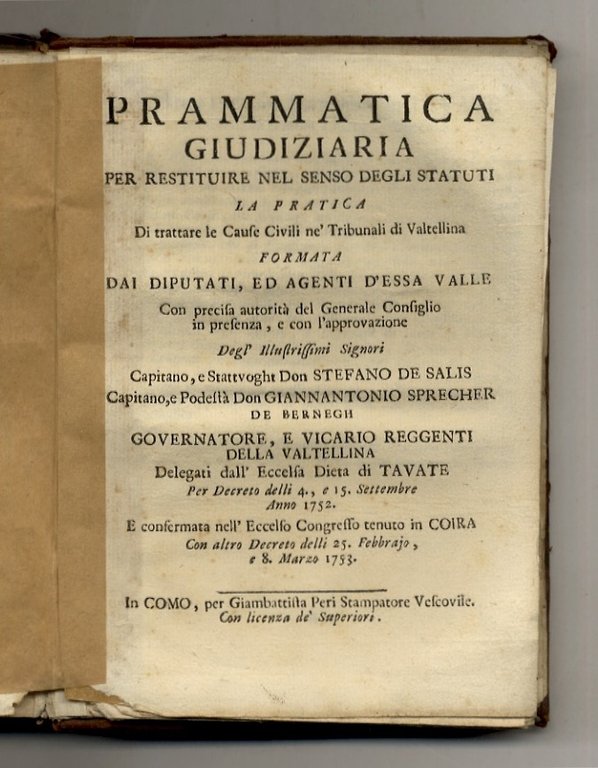 PRAMMATICA
GIUDIZIARIA
PER RESTITUIRE NEL SENSO DEGLI STATUTI
LA PRATICA
Di trattare le Cauſe Civili ne' Tribunali di Valtellina
FORMATA
DAI DIPUTATI, ED AGENTI D'ESSA VALLE
Con preciſa autorità del Generale Conſiglio
in preſenza, e con l'approvazione
Degl' Illuſtriſſimi Signori
Capitano, e Stattvoght Don STEFANO DE SALIS
Capitano, e Podeſtà Don GIANNANTONIO SPRECHER
DE BERNEGH
GOVERNATORE, E VICARIO REGGENTI
DELLA VALTELLINA
Delegati dall' Eccelſa Dieta di TAVATE
Per Decreto delli 4., e 15. Settembre
Anno 1752.
E confermata nell' Eccelſo Congreſſo tenuto in COIRA
Con altro Decreto delli 25. Febbrajo,
e 8. Marzo 1753.
In COMO, per Giambattiſta Peri Stampatore Veſcovile.
Con licenza de' Superiori.